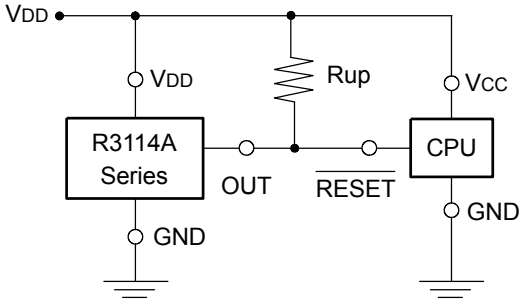 VDD
VDD
Rup
VCC
R3114A
Series
CPU
OUT
RESET
GND
GND